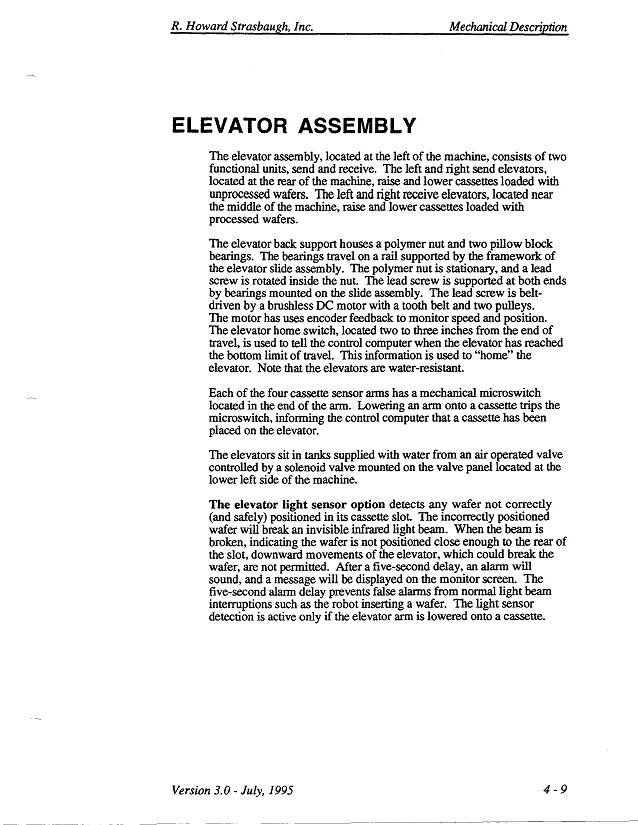 R. Howard Strasbaugh, Inc. Mechanical Description
ELEVATOR ASSEMBLY
The elevator assembly, located at the left of the machine, consists of two
functional units, send and receive. The left and right send elevators,
located at the rear of the machine, raise and lower cassettes loaded with
unprocessed wafers. The left and right receive elevators, located near
the middle of the machine, raise and lower cassettes loaded with
processed wafers.
The elevator back support houses a polymer nut and two pillow block
bearings. The bearings travel on a rail supported by the framework of
the elevator slide assembly. The polymer nut is stationary, and a lead
screw is rotated inside the nut. The lead screw is supported at both ends
by bearings mounted on the slide assembly. The lead screw is belt-
driven by a brushless DC motor with a tooth belt and two pulleys.
The motor has uses encoder feedback to monitor speed and position.
The elevator home switch, located two to three inches from the end of
travel, is used to tell the control computer when the elevator has reached
the bottom limit of travel. This information is used to “home” the
elevator. Note that the elevators are water-resistant.
Each of the four cassette sensor arms has a mechanical microswitch
located in the end of the arm. Lowering an arm onto a cassette trips the
microswitch, informing the control computer that a cassette has been
placed on the elevator.
The elevators sit in tanks supplied with water from an air operated valve
controlled by a solenoid valve mounted on the valve panel located at the
lower left side of the machine.
The elevator light sensor option detects any wafer not correctly
(and safely) positioned in its cassette slot. The incorrectly positioned
wafer will break an invisible infrared light beam. When the beam is
broken, indicating the wafer is not positioned close enough to the rear of
the slot, downward movements of the elevator, which could break the
wafer, are not permitted. After a five-second delay, an alarm will
sound, and a message will be displayed on the monitor screen. The
five-second alarm delay prevents false alarms from normal light beam
interruptions such as the robot inserting a wafer. The light sensor
detection is active only if the elevator arm is lowered onto a cassette.
Version 3.0 - July, 1995 4 - 9